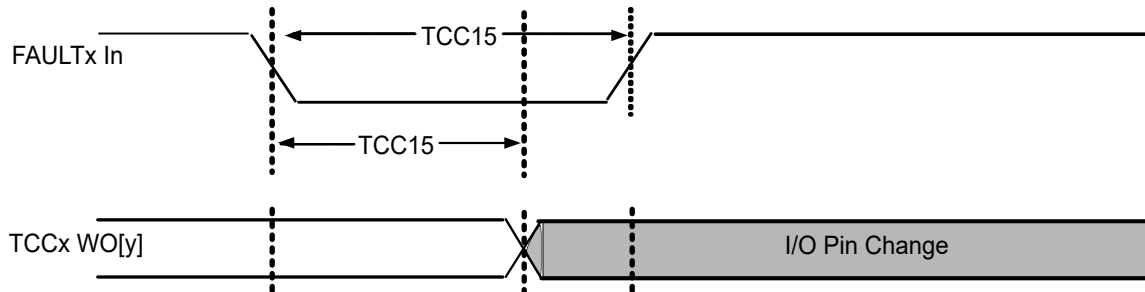 TCC15
FAULTx In
TCC15
TCCx WO[y]
I/O Pin Change